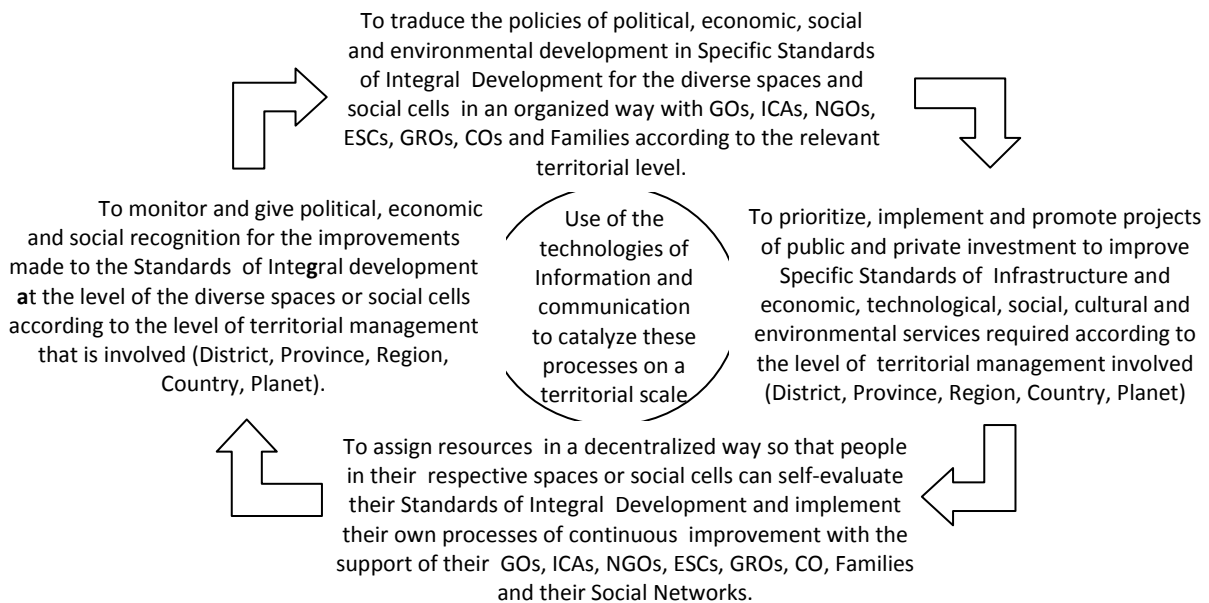 To traduce the policies of political, economic, social
and environmental development in Specific Standards
of Integral Development for the diverse spaces and
social cells in an organized way with GOs, ICAs, NGOs,
ESCs, GROs, COs and Families according to the relevant
territorial level.
To monitor and give political, economic
and social recognition for the improvements
made to the Standards of Integral development
at the level of the diverse spaces or social cells
according to the level of territorial management
that is involved (District, Province, Region,
Country, Planet).
Use of the
technologies of
Information and
communication
to catalyze these
processes on a
territorial scale
To prioritize, implement and promote projects
of public and private investment to improve
Specific Standards of Infrastructure and
economic, technological, social, cultural and
environmental services required according to
the level of territorial management involved
(District, Province, Region, Country, Planet)
To assign resources in a decentralized way so that people
in their respective spaces or social cells can self-evaluate
their Standards of Integral Development and implement
their own processes of continuous improvement with the
support of their GOs, ICAs, NGOs, ESCs, GROs, CO, Families
and their Social Networks.